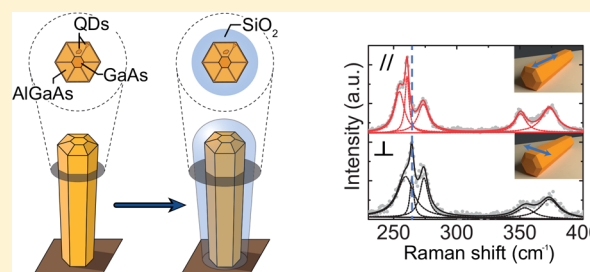 QDs
GaAs
AlGaAs
SiO₂
//
⊥
Intensity (a.u.)
250 300 350 400
Raman shift (cm⁻¹)